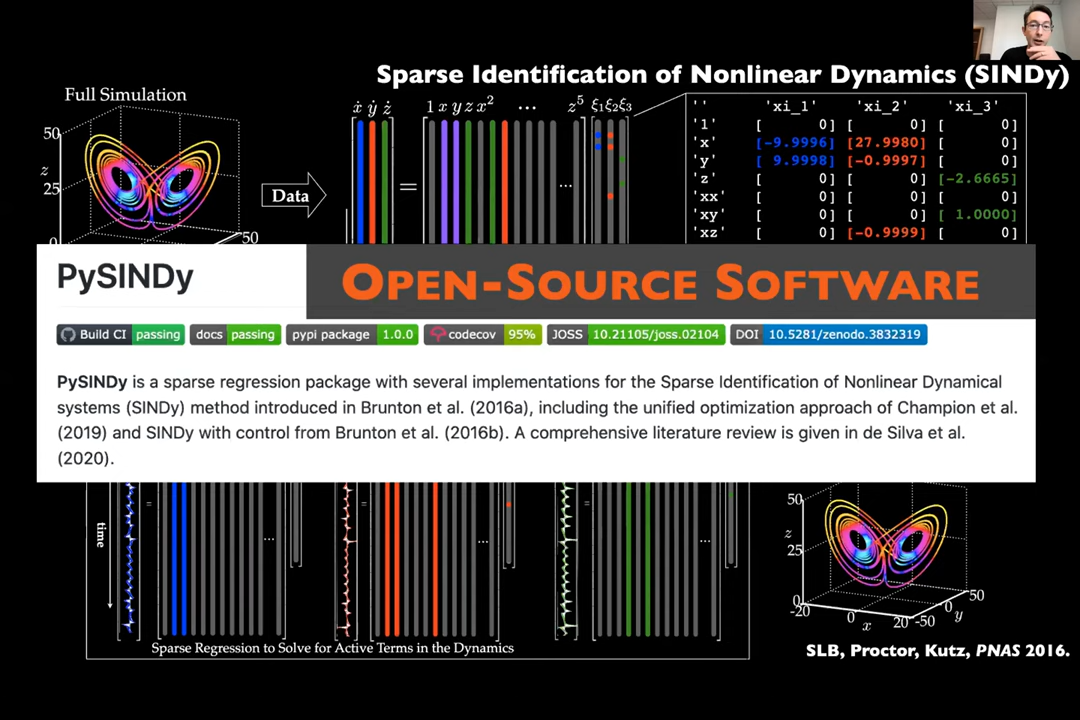 Sparse Identification of Nonlinear Dynamics (SINDy)
Full Simulation
50
z
25
0
50
Data
ẋ ẏ ż
=
1 x y z x² ... z⁵ ξ₁ ξ₂ ξ₃
...
'' 'xi_1' 'xi_2' 'xi_3'
'1' [ 0] [ 0] [ 0]
'x' [-9.9996] [27.9980] [ 0]
'y' [ 9.9998] [-0.9997] [ 0]
'z' [ 0] [ 0] [-2.6665]
'xx' [ 0] [ 0] [ 0]
'xy' [ 0] [ 0] [ 1.0000]
'xz' [ 0] [-0.9999] [ 0]
PySINDy
OPEN-SOURCE SOFTWARE
Build CI passing docs passing pypi package 1.0.0 codecov 95% JOSS 10.21105/joss.02104 DOI 10.5281/zenodo.3832319
PySINDy is a sparse regression package with several implementations for the Sparse Identification of Nonlinear Dynamical
systems (SINDy) method introduced in Brunton et al. (2016a), including the unified optimization approach of Champion et al.
(2019) and SINDy with control from Brunton et al. (2016b). A comprehensive literature review is given in de Silva et al.
(2020).
time
= ... = ... = ...
Sparse Regression to Solve for Active Terms in the Dynamics
50
z
25
0
-20
0
x
20
-50
0
y
50
SLB, Proctor, Kutz, PNAS 2016.